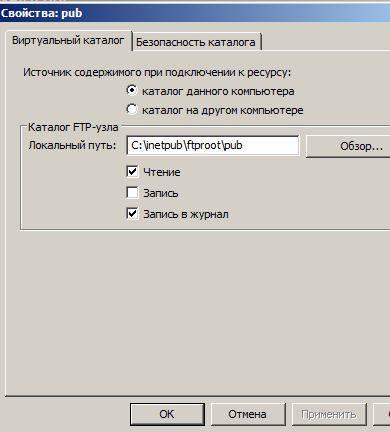 Свойства: pub
Виртуальный каталог
Безопасность каталога
Источник содержимого при подключении к ресурсу:
каталог данного компьютера
каталог на другом компьютере
Каталог FTP-узла
Локальный путь:
C:\inetpub\ftproot\pub
Обзор...
Чтение
Запись
Запись в журнал
ОК
Отмена
Применить